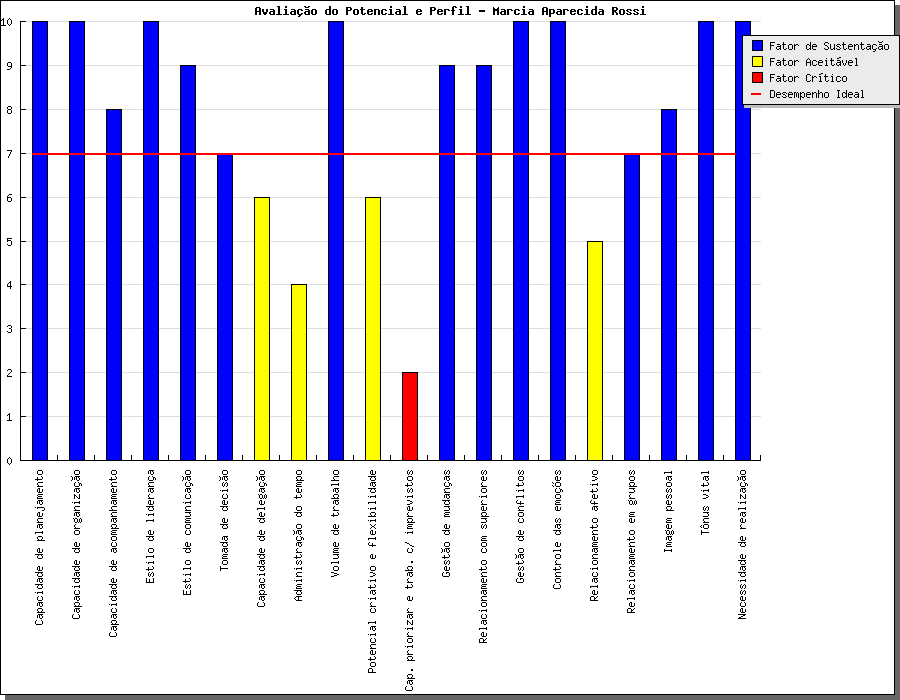 Avaliação do Potencial e Perfil - Marcia Aparecida Rossi
10
9
8
7
6
5
4
3
2
1
0
Fator de Sustentação
Fator Aceitável
Fator Crítico
Desempenho Ideal
Capacidade de planejamento
Capacidade de organização
Capacidade de acompanhamento
Estilo de liderança
Estilo de comunicação
Tomada de decisão
Capacidade de delegação
Administração do tempo
Volume de trabalho
Potencial criativo e flexibilidade
Cap. priorizar e trab. c/ imprevistos
Gestão de mudanças
Relacionamento com superiores
Gestão de conflitos
Controle das emoções
Relacionamento afetivo
Relacionamento em grupos
Imagem pessoal
Tônus vital
Necessidade de realização